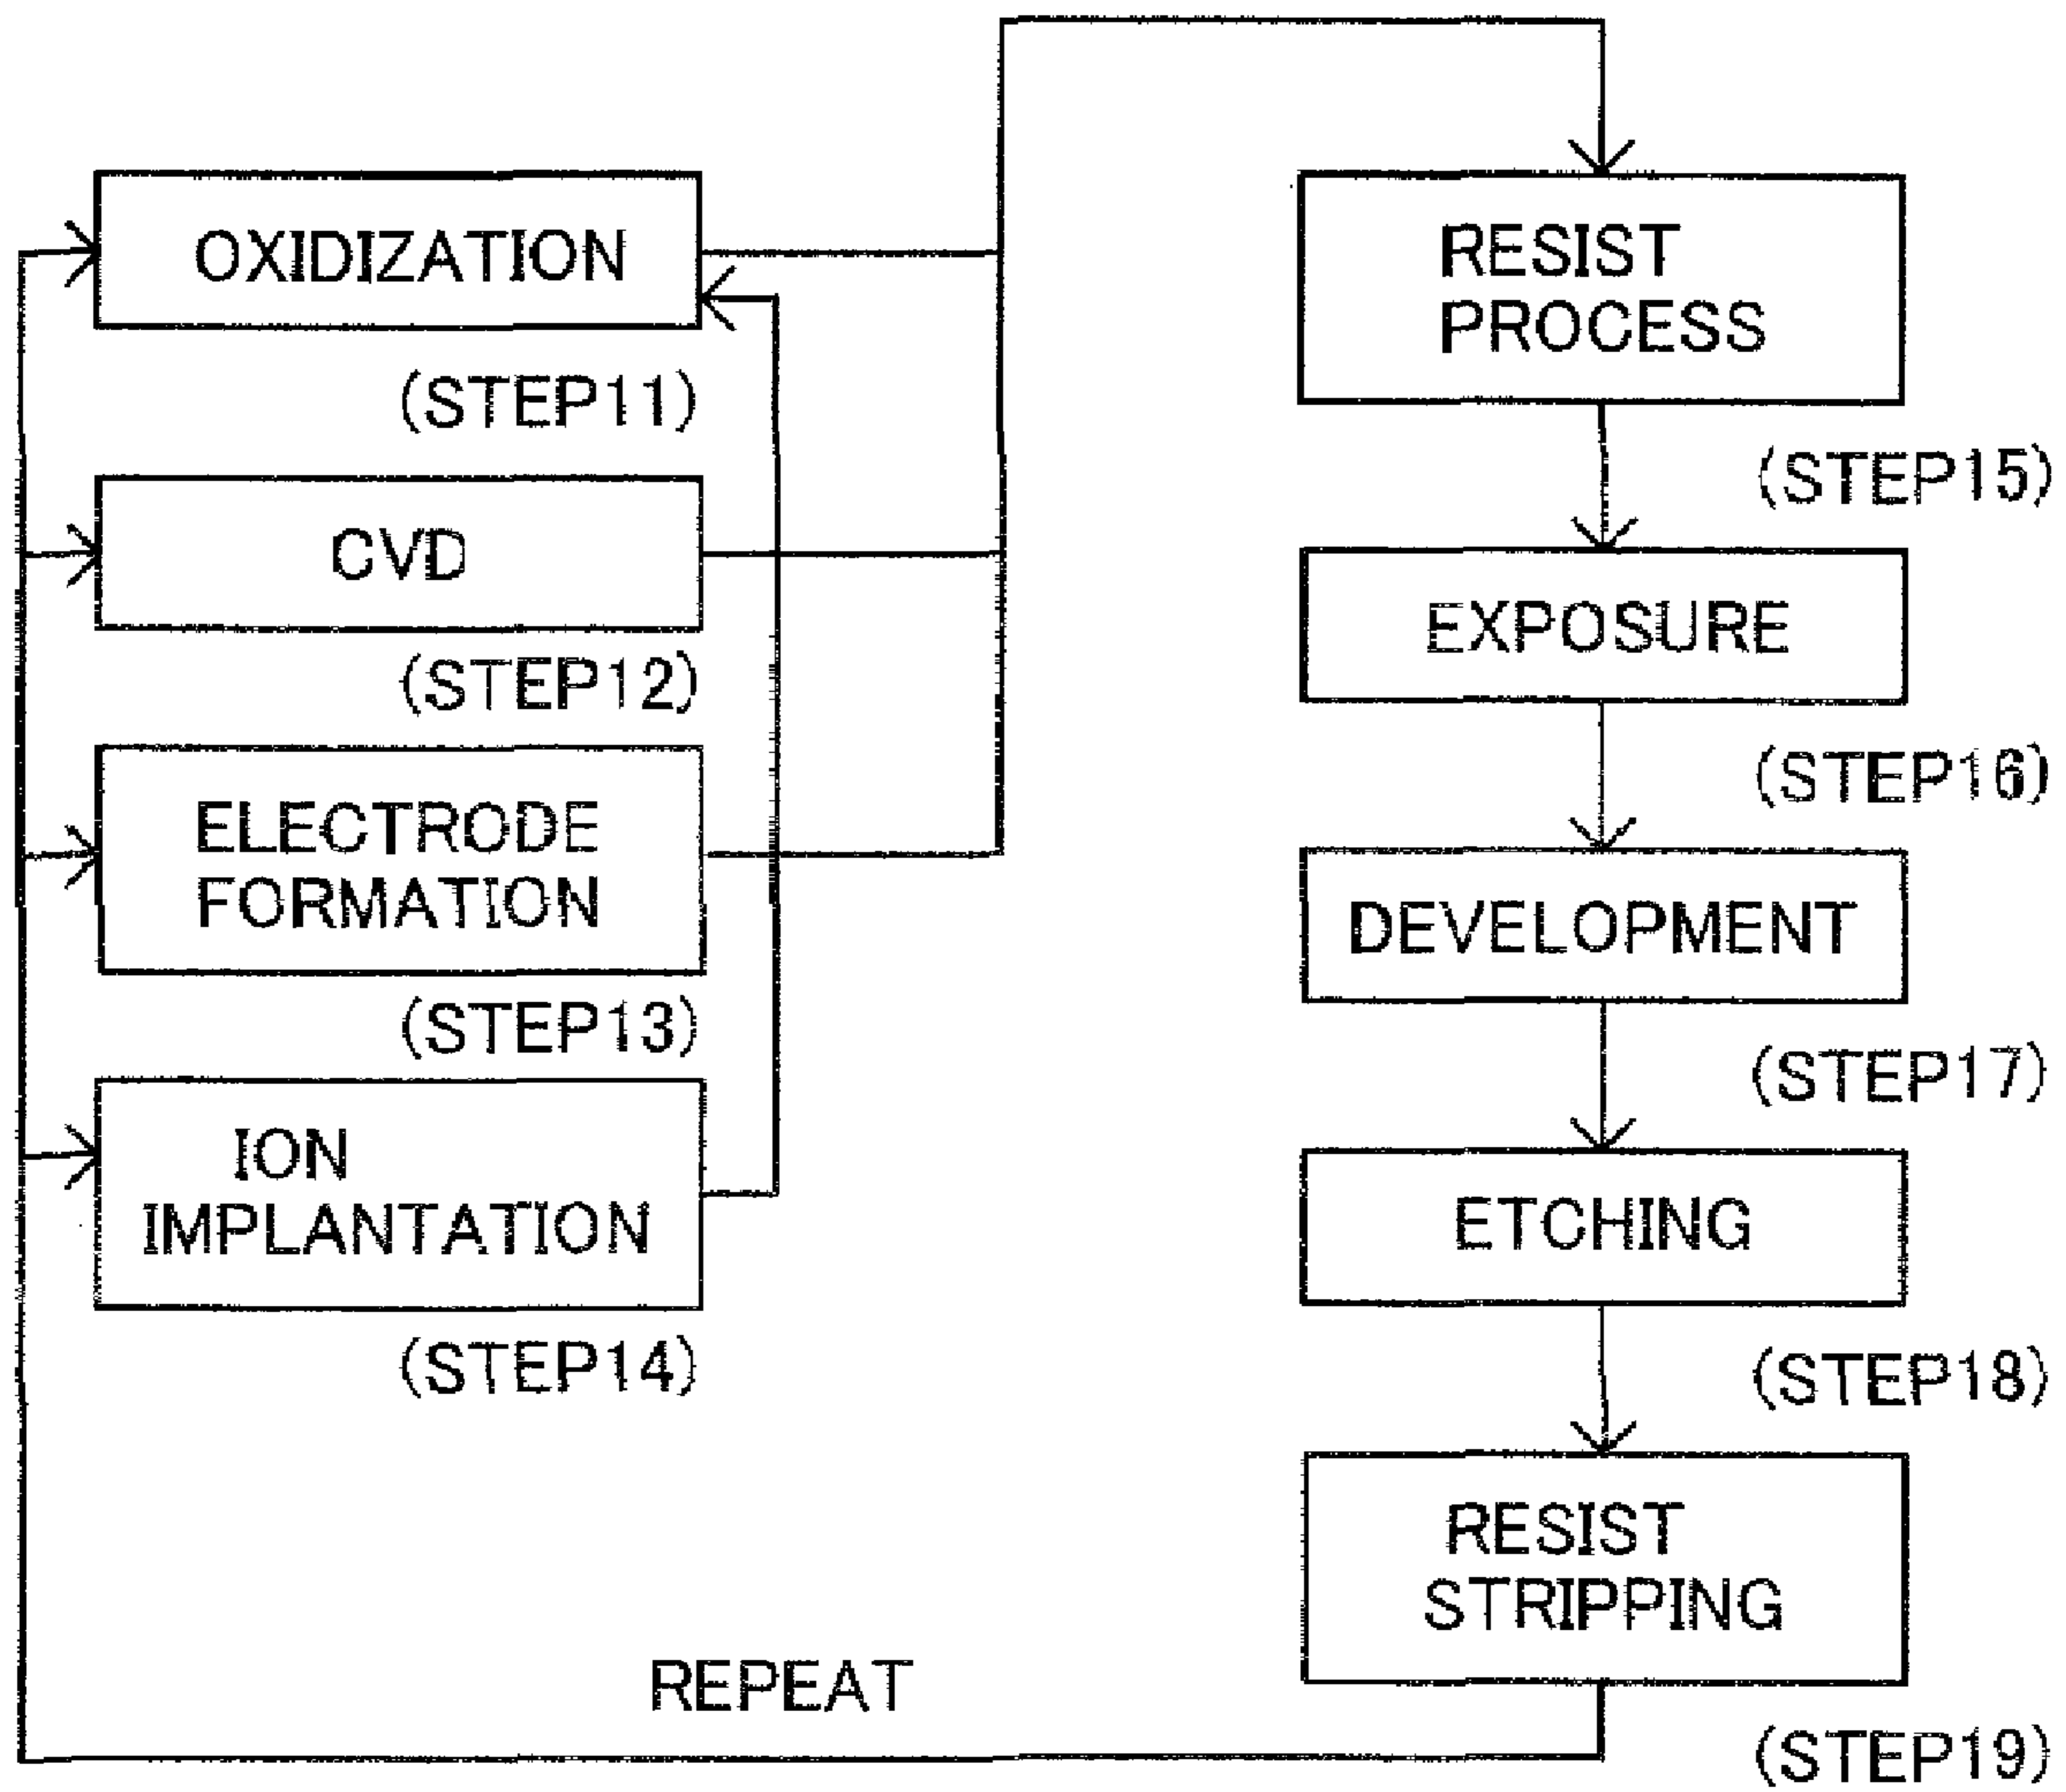 OXIDIZATION
(STEP11)
CVD
(STEP12)
ELECTRODE
FORMATION
(STEP13)
ION
IMPLANTATION
(STEP14)
RESIST
PROCESS
(STEP15)
EXPOSURE
(STEP16)
DEVELOPMENT
(STEP17)
ETCHING
(STEP18)
RESIST
STRIPPING
(STEP19)
REPEAT